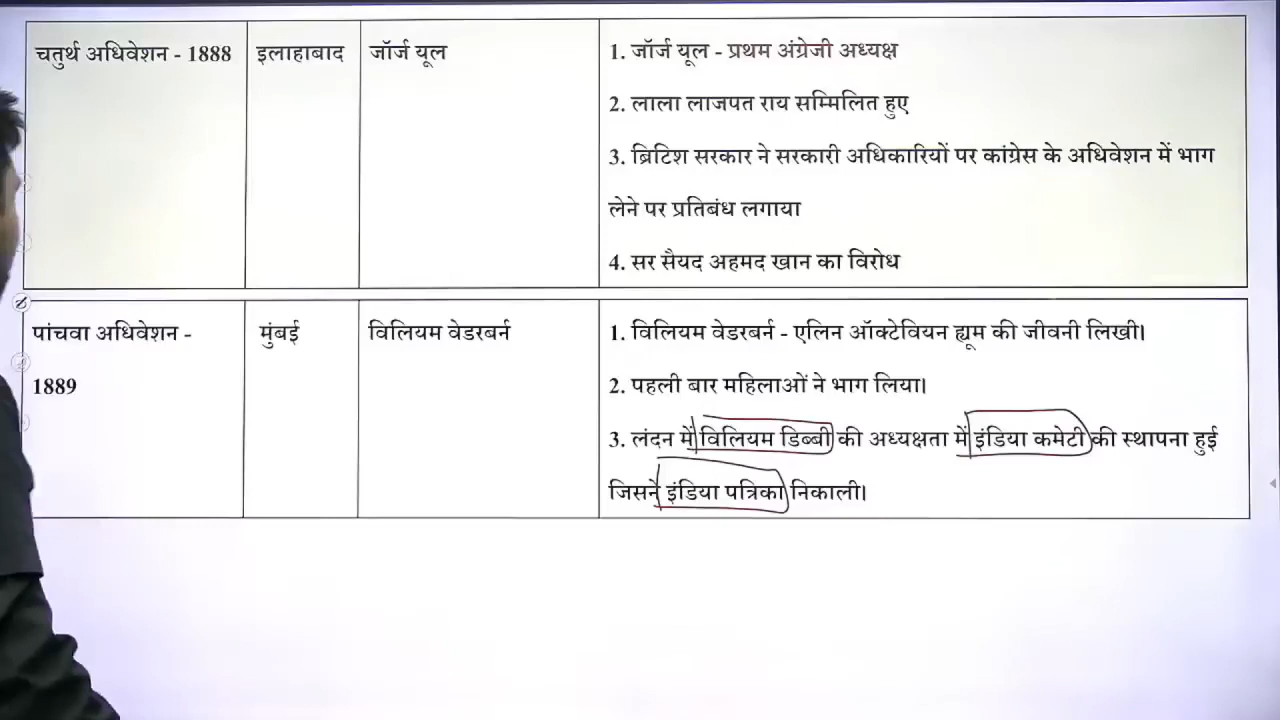 चतुर्थ अधिवेशन - 1888
इलाहाबाद
जॉर्ज यूल
1. जॉर्ज यूल - प्रथम अंग्रेजी अध्यक्ष
2. लाला लाजपत राय सम्मिलित हुए
3. ब्रिटिश सरकार ने सरकारी अधिकारियों पर कांग्रेस के अधिवेशन में भाग
लेने पर प्रतिबंध लगाया
4. सर सैयद अहमद खान का विरोध
पांचवा अधिवेशन -
1889
मुंबई
विलियम वेडरबर्न
1. विलियम वेडरबर्न - एलिन ऑक्टेवियन ह्यूम की जीवनी लिखी।
2. पहली बार महिलाओं ने भाग लिया।
3. लंदन में विलियम डिब्बी की अध्यक्षता में इंडिया कमेटी की स्थापना हुई
जिसने इंडिया पत्रिका निकाली।